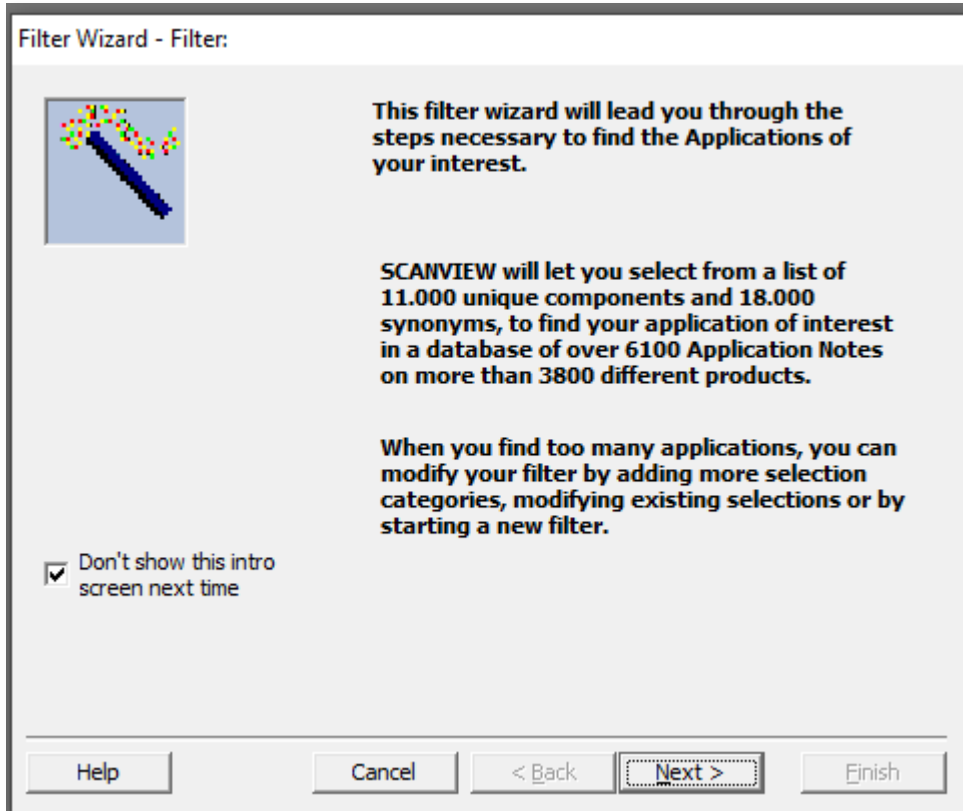 Filter Wizard - Filter:
This filter wizard will lead you through the
steps necessary to find the Applications of
your interest.
SCANVIEW will let you select from a list of
11.000 unique components and 18.000
synonyms, to find your application of interest
in a database of over 6100 Application Notes
on more than 3800 different products.
When you find too many applications, you can
modify your filter by adding more selection
categories, modifying existing selections or by
starting a new filter.
Don't show this intro
screen next time
Help
Cancel
< Back
Next >
Finish